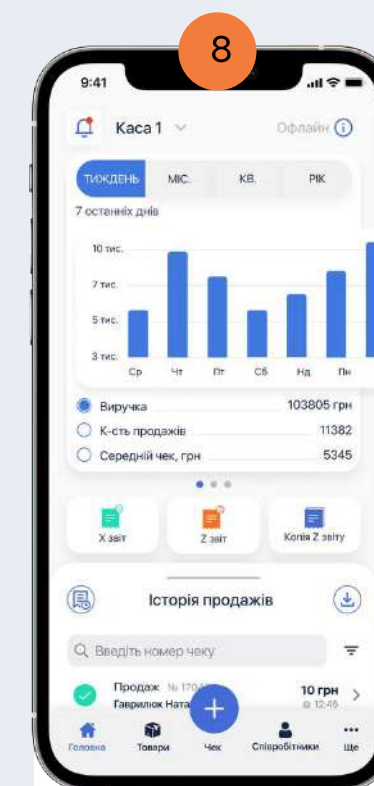 8
9:41
Каса 1
Офлайн
ТИЖДЕНЬ МІС. КВ. РІК
7 останніх днів
10 тис.
7 тис.
5 тис.
3 тис.
Ср Чт Пт Сб Нд Пн
Виручка 103805 грн
К-сть продажів 11382
Середній чек, грн 5345
X звіт Z звіт Копія Z звіту
Історія продажів
Введіть номер чеку
Продаж 10 грн
Гаврилюк Ната 12:45
Головна Товари Чек Співробітники Ще